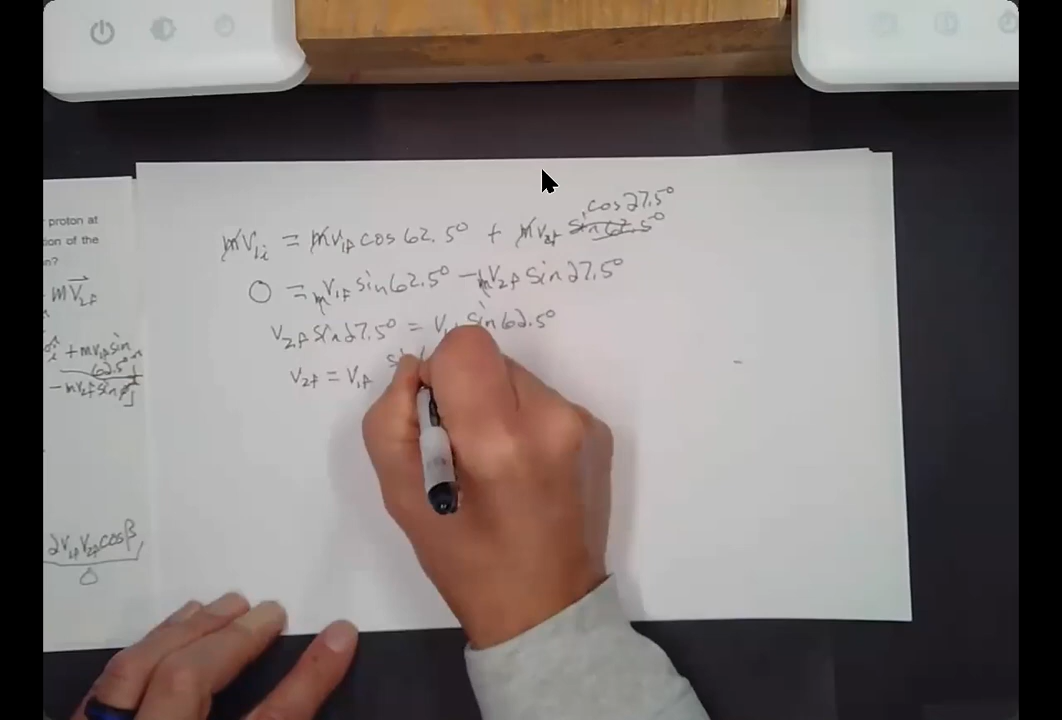 proton at
ion of the
n?
mV₂f
+ mv₁f sin
62.5°
- mv₂f sin
2v₁f v₂f cosβ
0
mv₁ᵢ = mv₁f cos 62.5° + mv₂f sin 62.5° cos 27.5°
0 = mv₁f sin 62.5° - mv₂f sin 27.5°
v₂f sin 27.5° = sin 62.5°
v₂f = v₁f